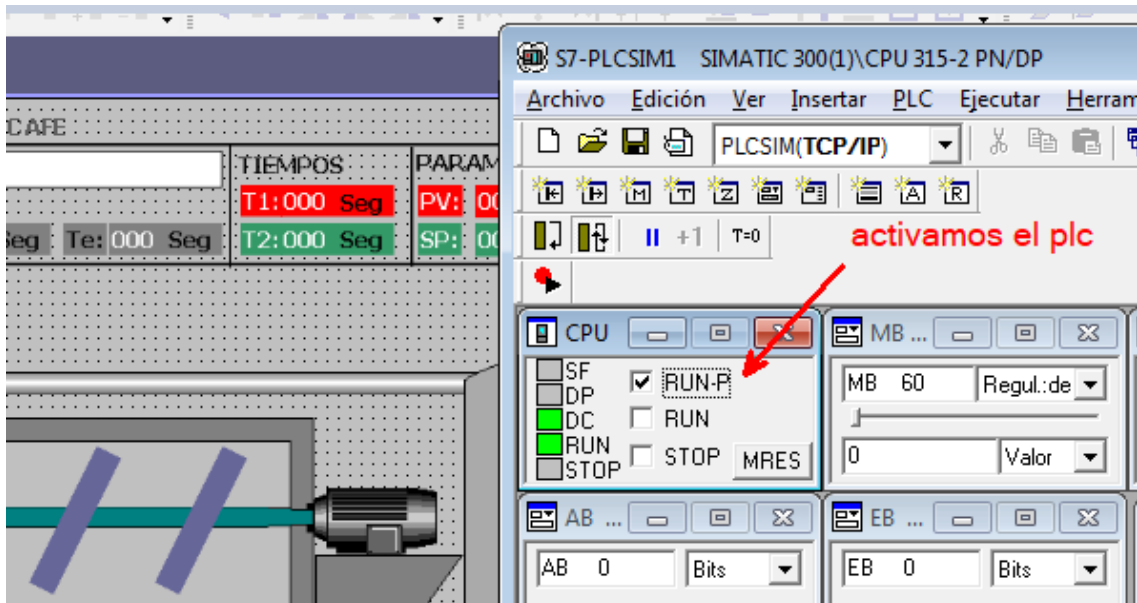 S7-PLCSIM1 SIMATIC 300(1)\CPU 315-2 PN/DP
Archivo Edición Ver Insertar PLC Ejecutar Herram
PLCSIM(TCP/IP)
+1 T=0
activamos el plc
CAFE
TIEMPOS PARAM
T1:000 Seg PV: 00
Seg Te: 000 Seg T2:000 Seg SP: 00
CPU
SF
DP
DC
RUN
STOP
RUN-P
RUN
STOP MRES
MB ...
MB 60 Regul.:de
0 Valor
AB ...
AB 0 Bits
EB ...
EB 0 Bits